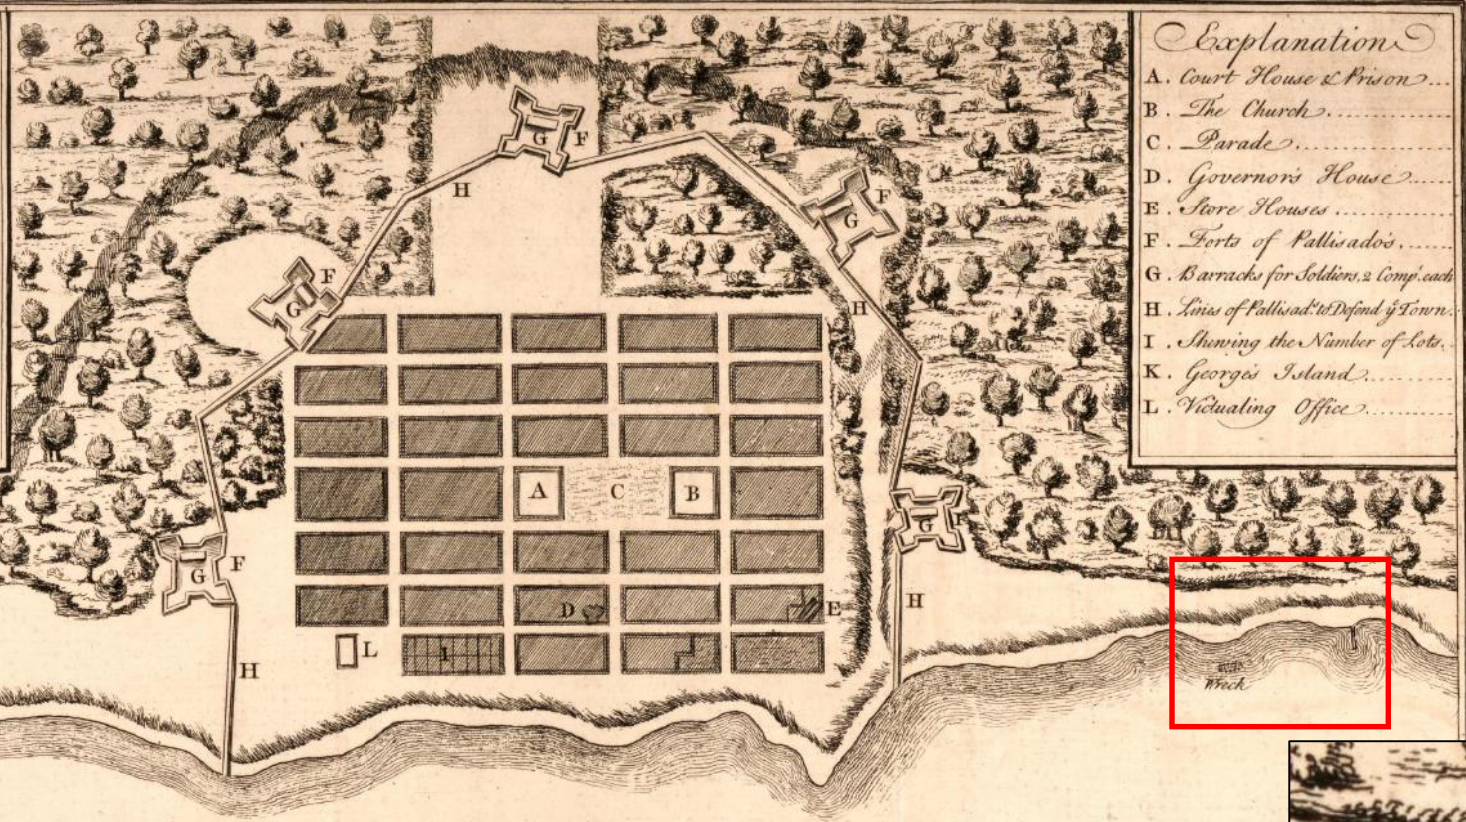 Explanation
A. Court House & Prison...
B. The Church
C. Parade
D. Governor's House
E. Store Houses
F. Forts of Pallisado's
G. Barracks for Soldiers, 2 Comp.s each
H. Lines of Pallisad.s to Defend ye Town.
I. Shewing the Number of Lots.
K. George's Island
L. Victualing Office
G F
H
F
G
F
G
H
A C B
G F
G F
H
D E
L I
H
Wreck